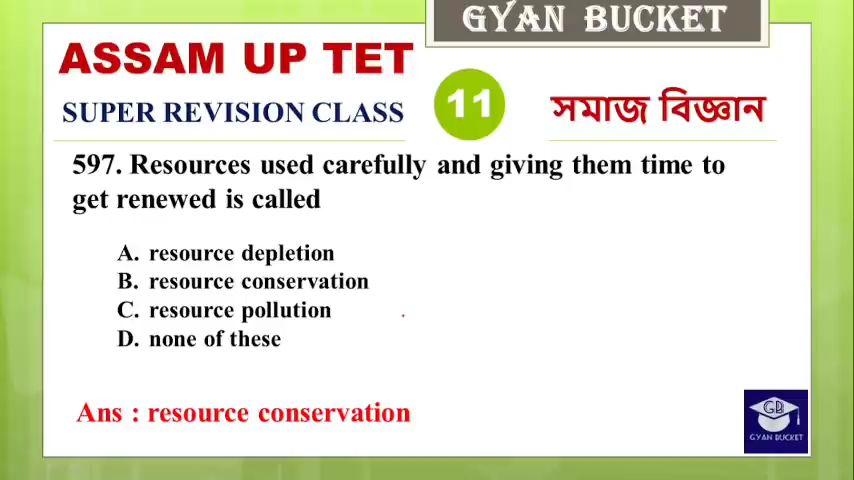 GYAN BUCKET
ASSAM UP TET
SUPER REVISION CLASS
11
সমাজ বিজ্ঞান
597. Resources used carefully and giving them time to
get renewed is called
A. resource depletion
B. resource conservation
C. resource pollution
D. none of these
Ans : resource conservation
GB
GYAN BUCKET